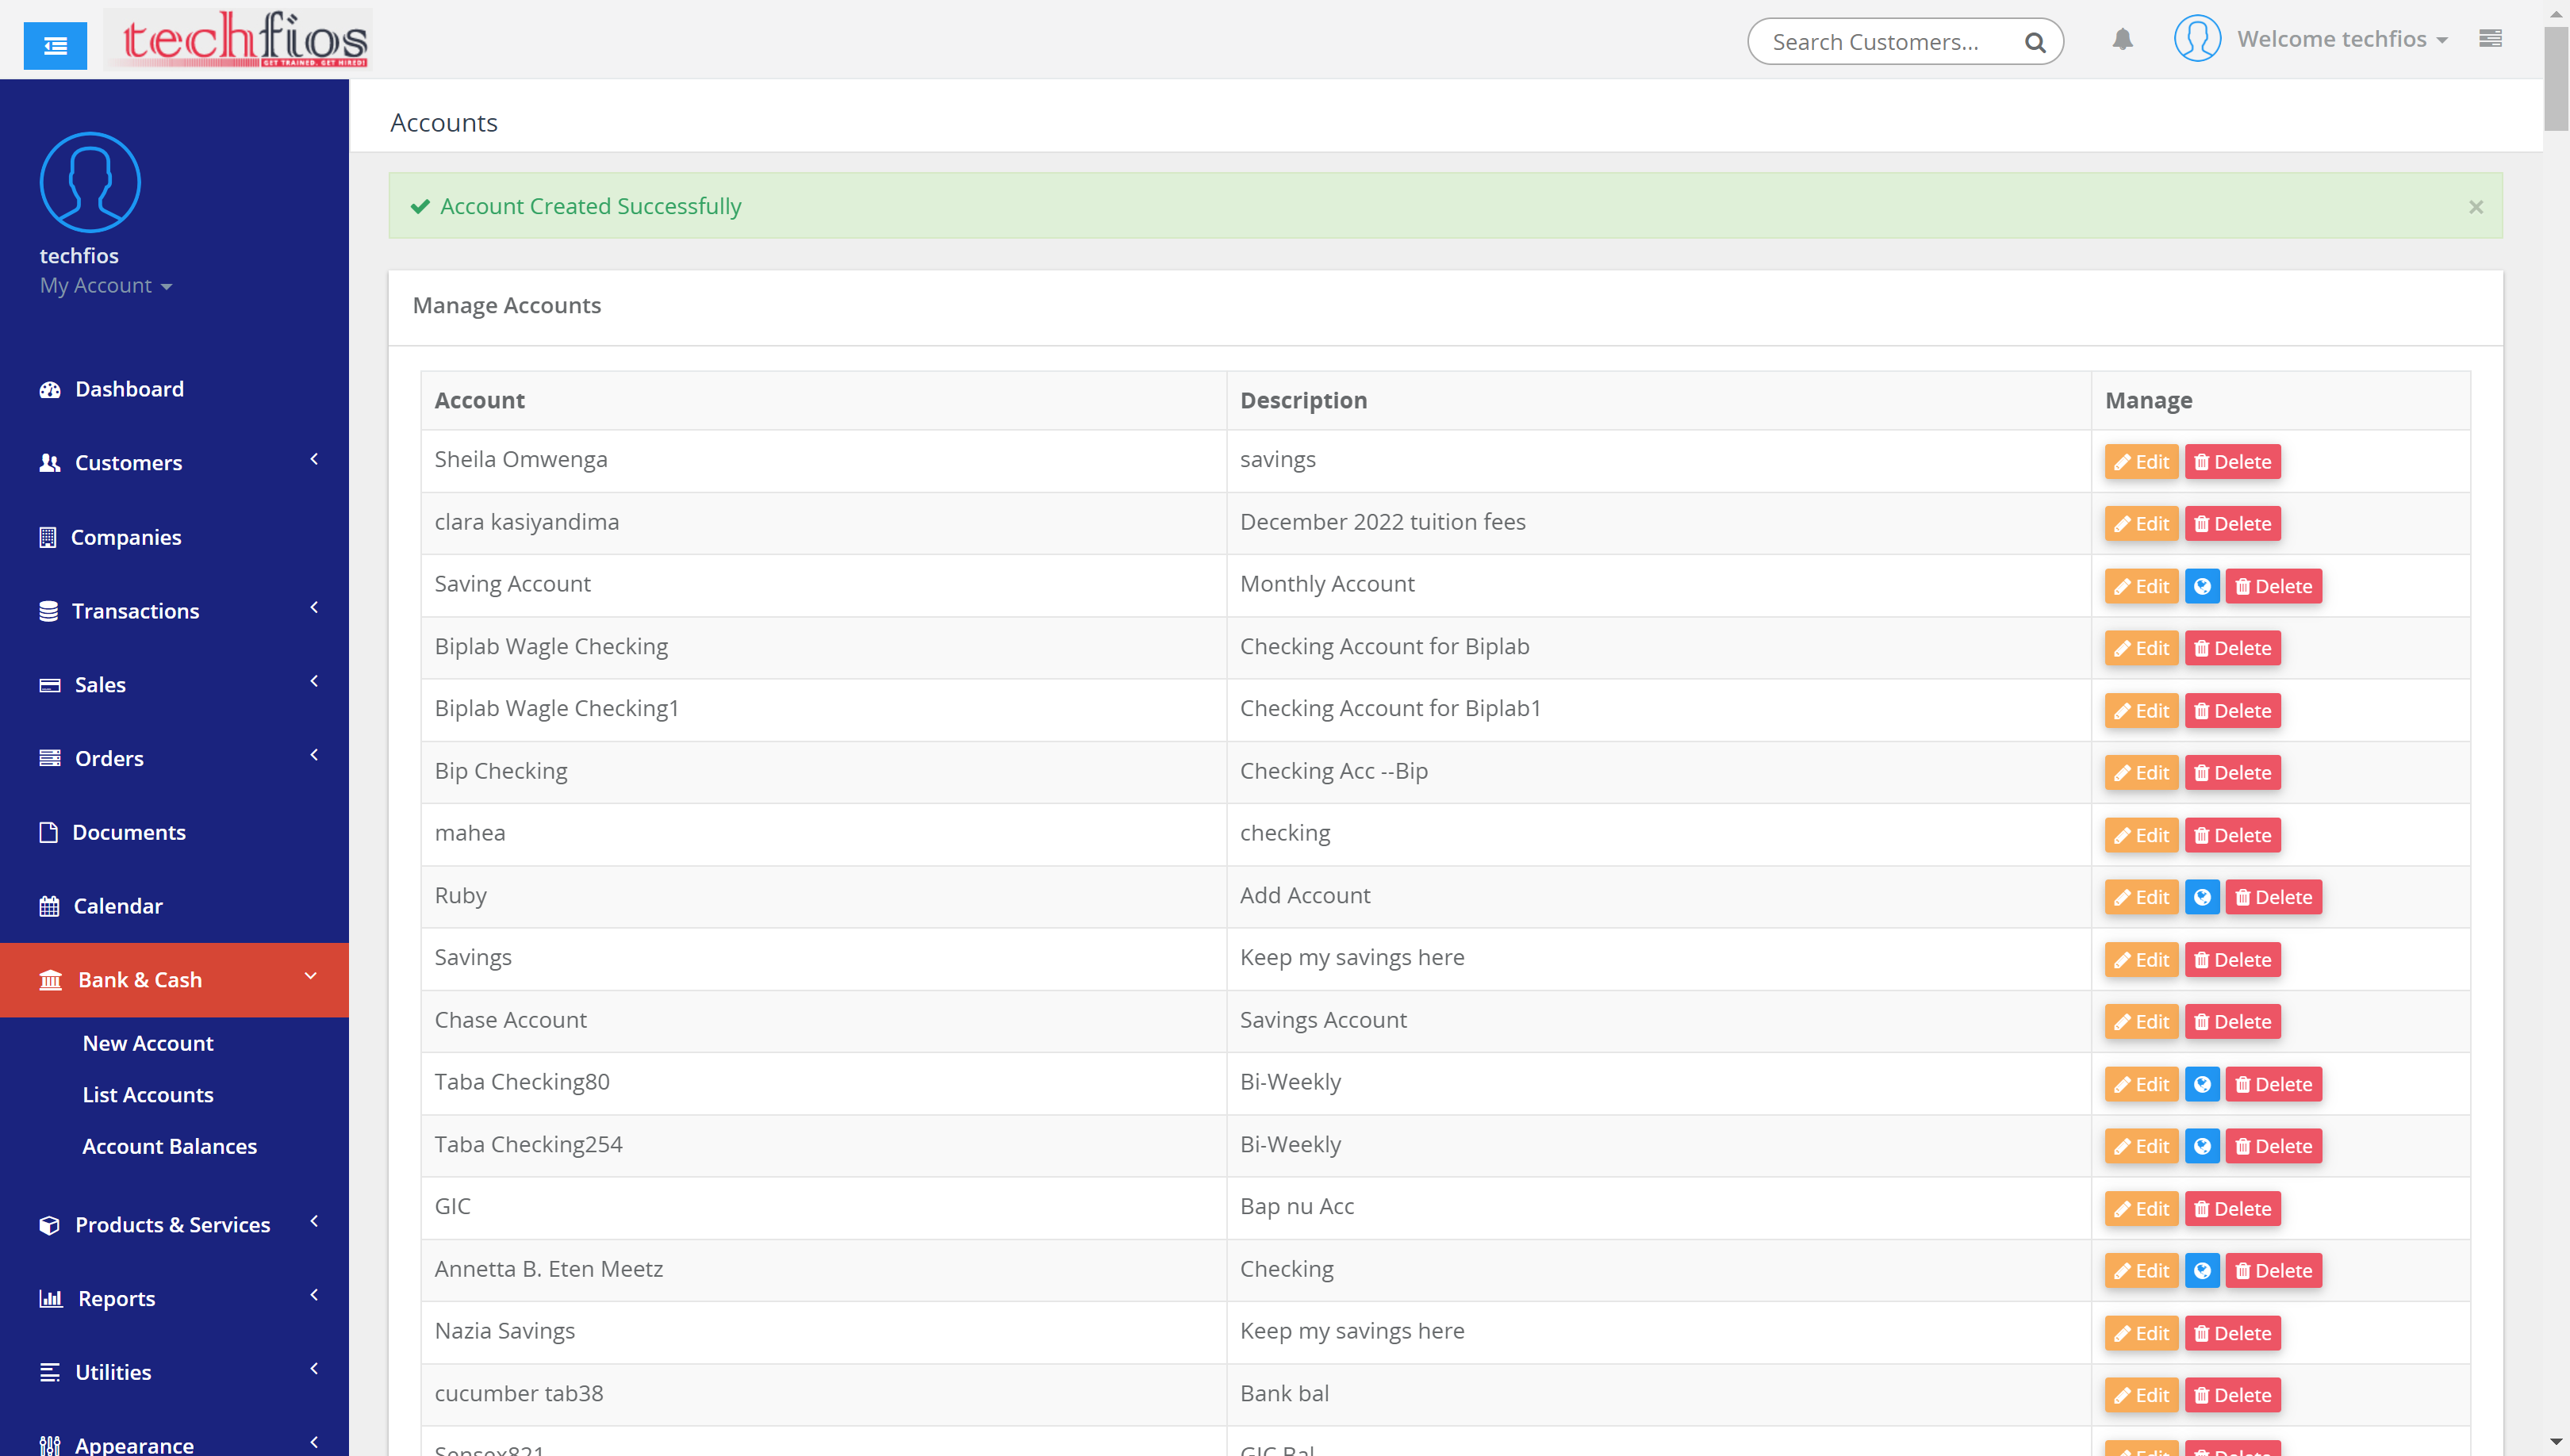 techfios
GET TRAINED. GET HIRED!
Search Customers...
Welcome techfios
techfios
My Account
Dashboard
Customers
Companies
Transactions
Sales
Orders
Documents
Calendar
Bank & Cash
New Account
List Accounts
Account Balances
Products & Services
Reports
Utilities
Appearance
Accounts
Account Created Successfully
×
Manage Accounts
Account Description Manage
Sheila Omwenga savings Edit Delete
clara kasiyandima December 2022 tuition fees Edit Delete
Saving Account Monthly Account Edit Delete
Biplab Wagle Checking Checking Account for Biplab Edit Delete
Biplab Wagle Checking1 Checking Account for Biplab1 Edit Delete
Bip Checking Checking Acc --Bip Edit Delete
mahea checking Edit Delete
Ruby Add Account Edit Delete
Savings Keep my savings here Edit Delete
Chase Account Savings Account Edit Delete
Taba Checking80 Bi-Weekly Edit Delete
Taba Checking254 Bi-Weekly Edit Delete
GIC Bap nu Acc Edit Delete
Annetta B. Eten Meetz Checking Edit Delete
Nazia Savings Keep my savings here Edit Delete
cucumber tab38 Bank bal Edit Delete
Sensex821 GIC Bal Edit Delete